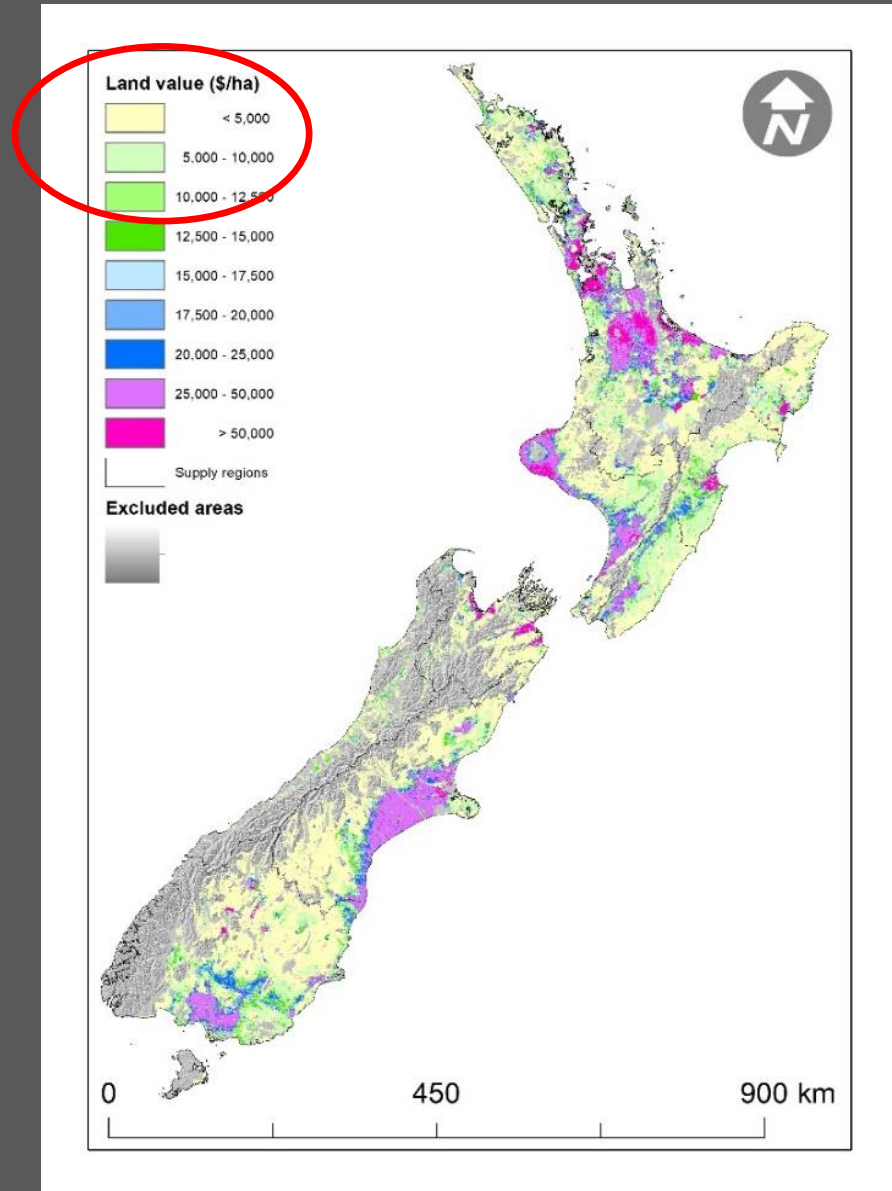 Land value ($/ha)
< 5,000
5,000 - 10,000
10,000 - 12,500
12,500 - 15,000
15,000 - 17,500
17,500 - 20,000
20,000 - 25,000
25,000 - 50,000
> 50,000
Supply regions
Excluded areas
N
0 450 900 km